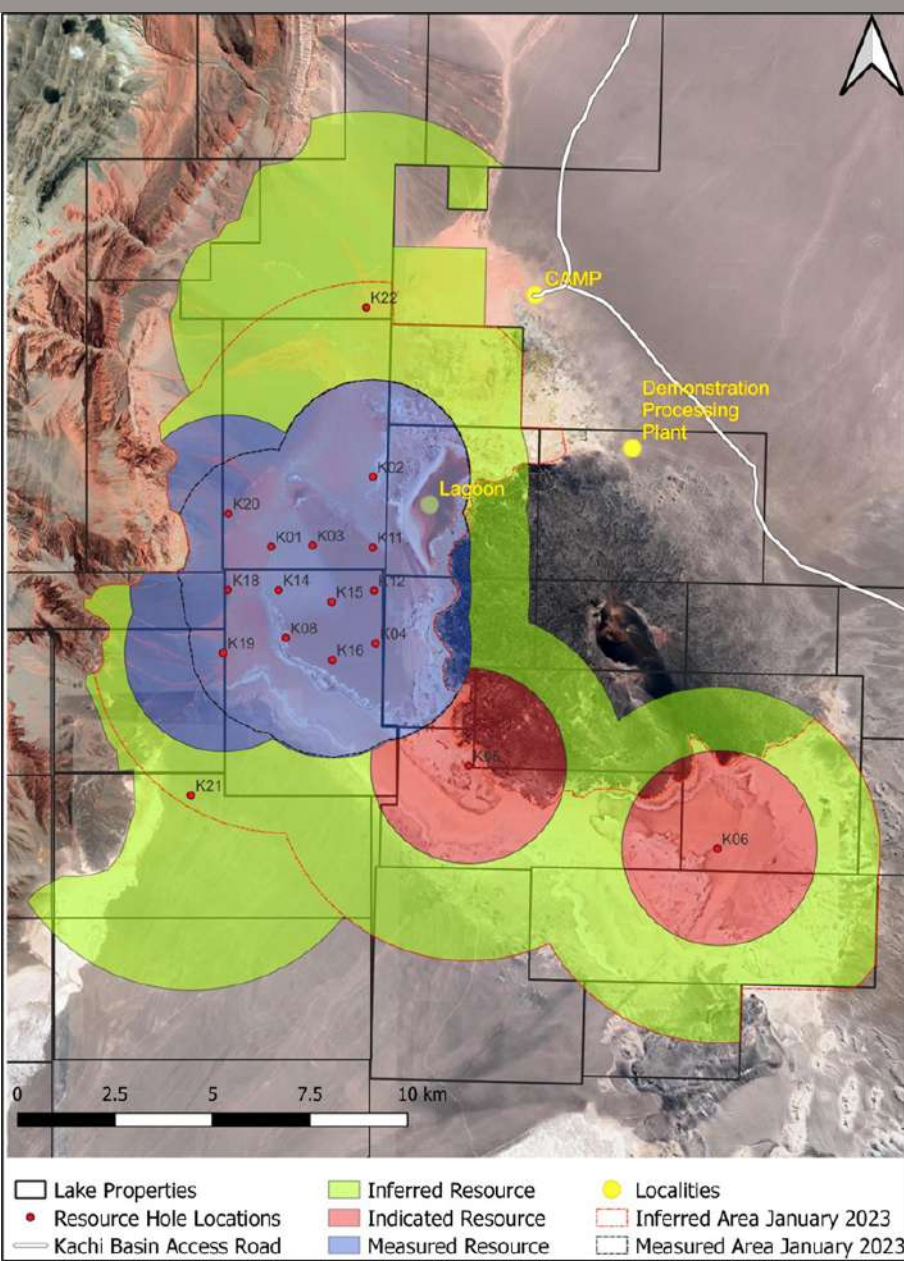 K22
CAMP
Demonstration
Processing
Plant
K02
Lagoon
K20
K01
K03
K11
K18
K14
K12
K15
K08
K04
K19
K16
K05
K21
K06
0 2.5 5 7.5 10 km
Lake Properties
Inferred Resource
Localities
Resource Hole Locations
Indicated Resource
Inferred Area January 2023
Kachi Basin Access Road
Measured Resource
Measured Area January 2023